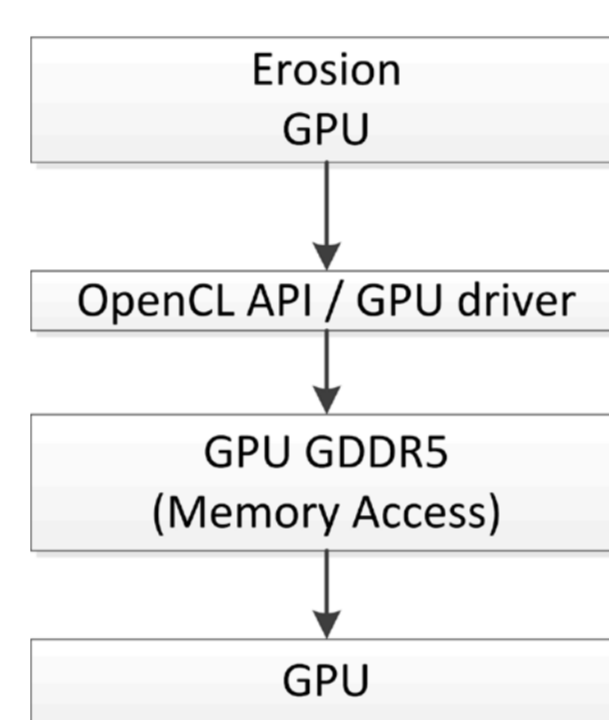 Erosion
GPU
OpenCL API / GPU driver
GPU GDDR5
(Memory Access)
GPU